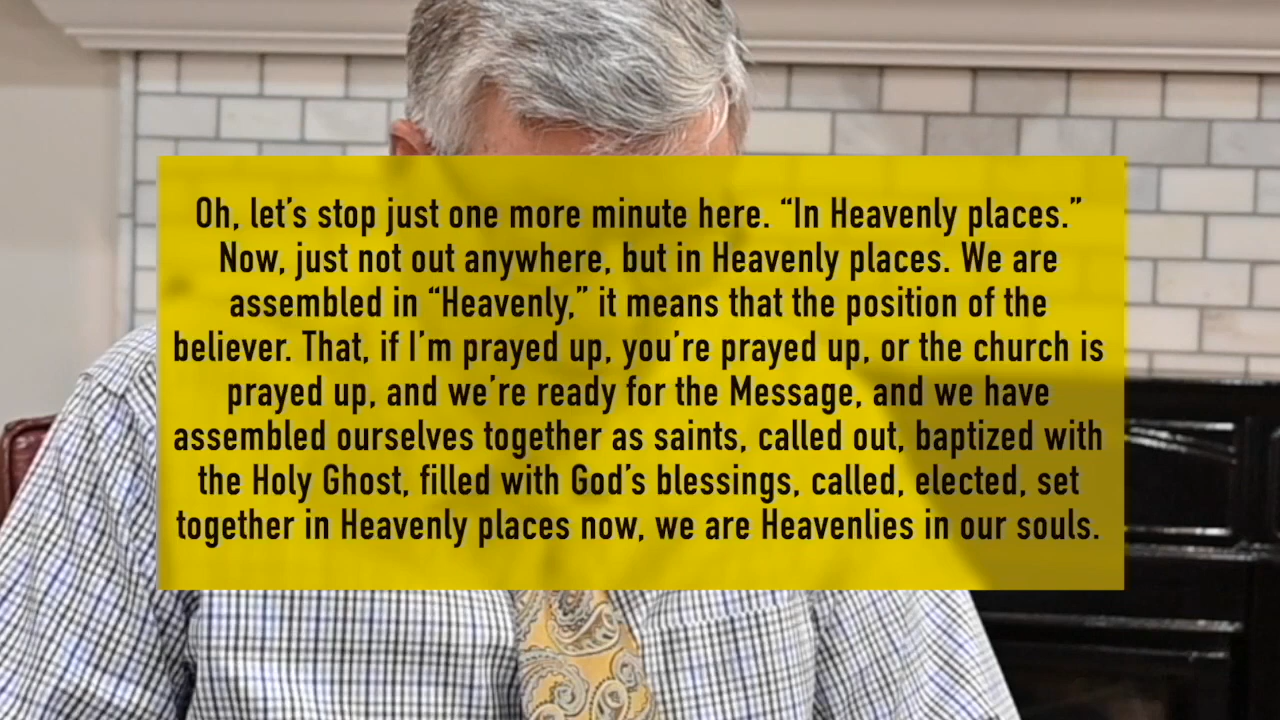 Oh, let’s stop just one more minute here. “In Heavenly places.”
Now, just not out anywhere, but in Heavenly places. We are
assembled in “Heavenly,” it means that the position of the
believer. That, if I’m prayed up, you’re prayed up, or the church is
prayed up, and we’re ready for the Message, and we have
assembled ourselves together as saints, called out, baptized with
the Holy Ghost, filled with God’s blessings, called, elected, set
together in Heavenly places now, we are Heavenlies in our souls.